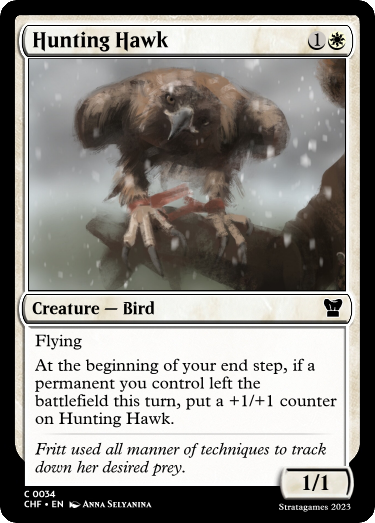 Hunting Hawk
1
Creature — Bird
Flying
At the beginning of your end step, if a
permanent you control left the
battlefield this turn, put a +1/+1 counter
on Hunting Hawk.
Fritt used all manner of techniques to track
down her desired prey.
1/1
C 0034
CHF • EN Anna Selyanina
Stratagames 2023